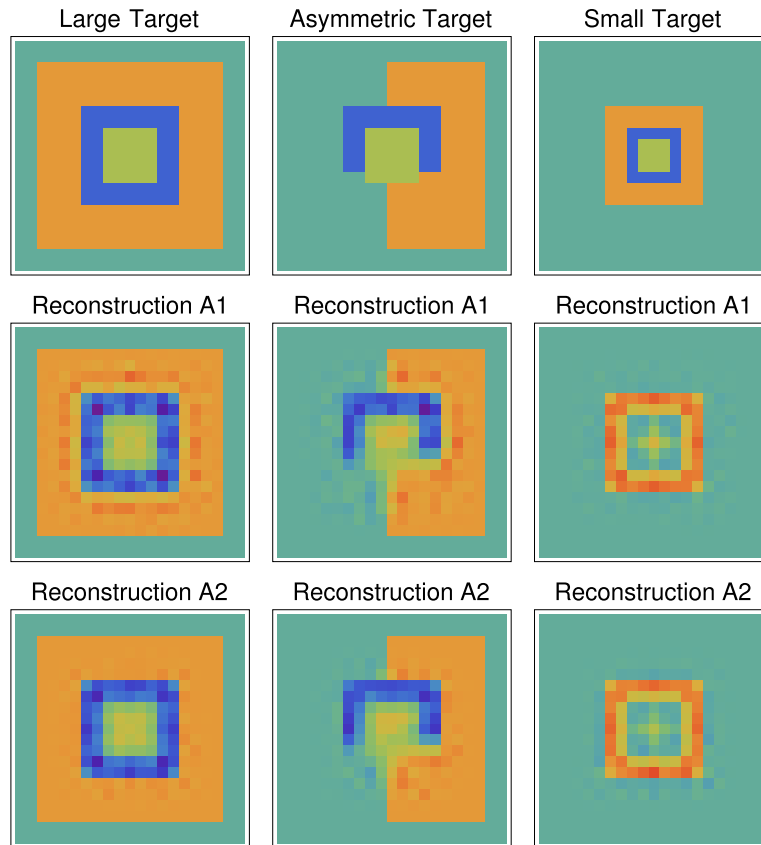 Large Target
Asymmetric Target
Small Target
Reconstruction A1
Reconstruction A1
Reconstruction A1
Reconstruction A2
Reconstruction A2
Reconstruction A2